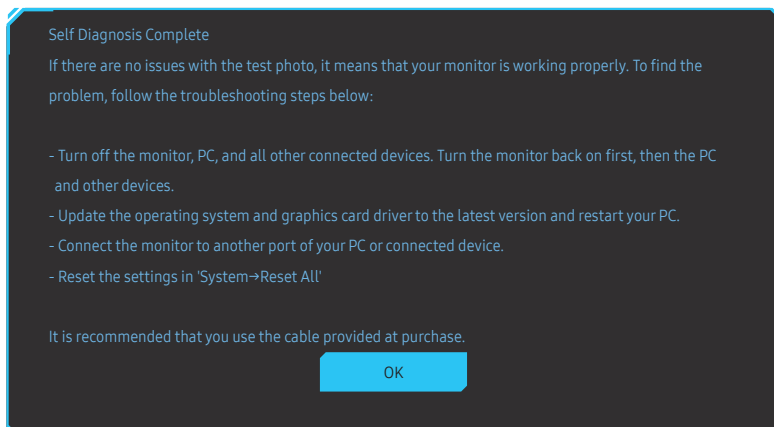 Self Diagnosis Complete
If there are no issues with the test photo, it means that your monitor is working properly. To find the
problem, follow the troubleshooting steps below:
- Turn off the monitor, PC, and all other connected devices. Turn the monitor back on first, then the PC
and other devices.
- Update the operating system and graphics card driver to the latest version and restart your PC.
- Connect the monitor to another port of your PC or connected device.
- Reset the settings in 'System→Reset All'
It is recommended that you use the cable provided at purchase.
OK